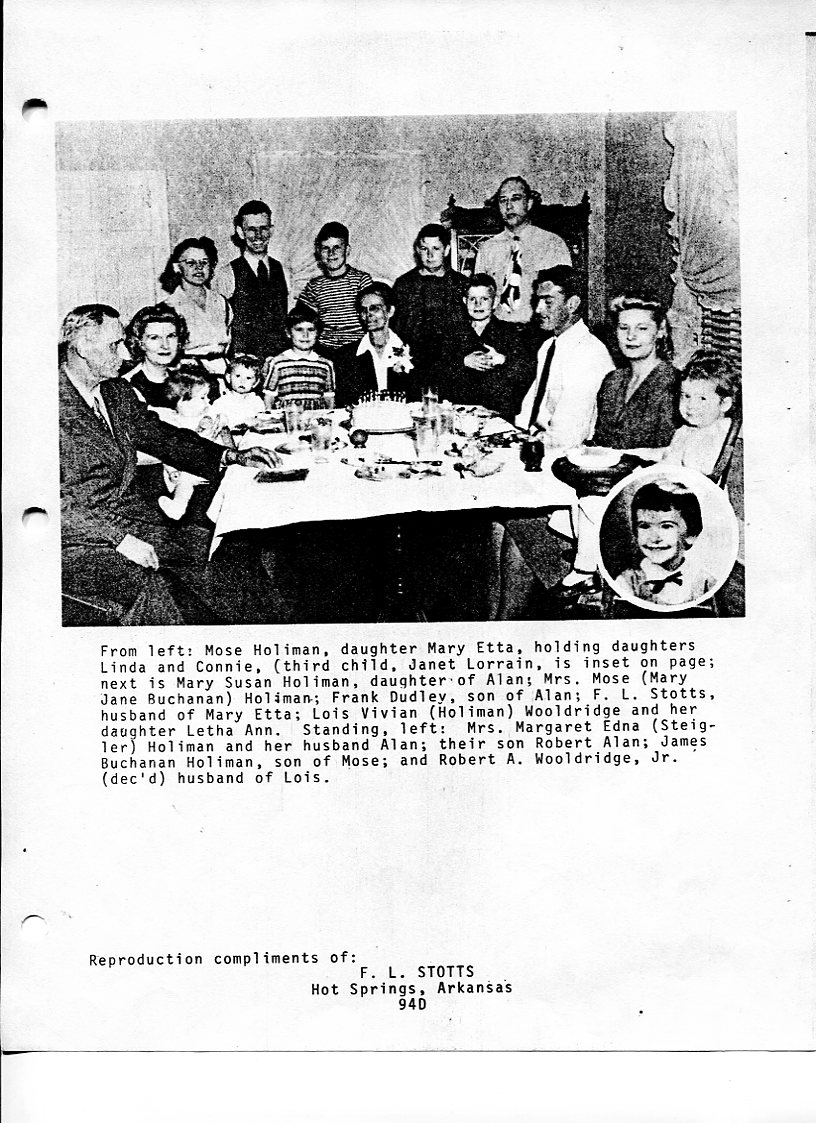 From left: Mose Holiman, daughter Mary Etta, holding daughters
Linda and Connie, (third child, Janet Lorrain, is inset on page;
next is Mary Susan Holiman, daughter of Alan; Mrs. Mose (Mary
Jane Buchanan) Holiman; Frank Dudley, son of Alan; F. L. Stotts,
husband of Mary Etta; Lois Vivian (Holiman) Wooldridge and her
daughter Letha Ann. Standing, left: Mrs. Margaret Edna (Steig-
ler) Holiman and her husband Alan; their son Robert Alan; James
Buchanan Holiman, son of Mose; and Robert A. Wooldridge, Jr.
(dec'd) husband of Lois.
Reproduction compliments of:
F. L. STOTTS
Hot Springs, Arkansas
94D